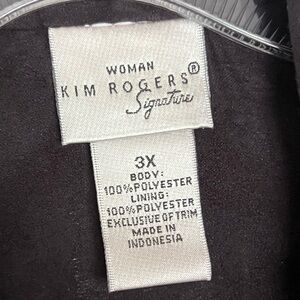 WOMAN
KIM ROGERS®
Signature
3X
BODY:
100%POLYESTER
LINING:
100%POLYESTER
EXCLUSIVE OF TRIM
MADE IN
INDONESIA